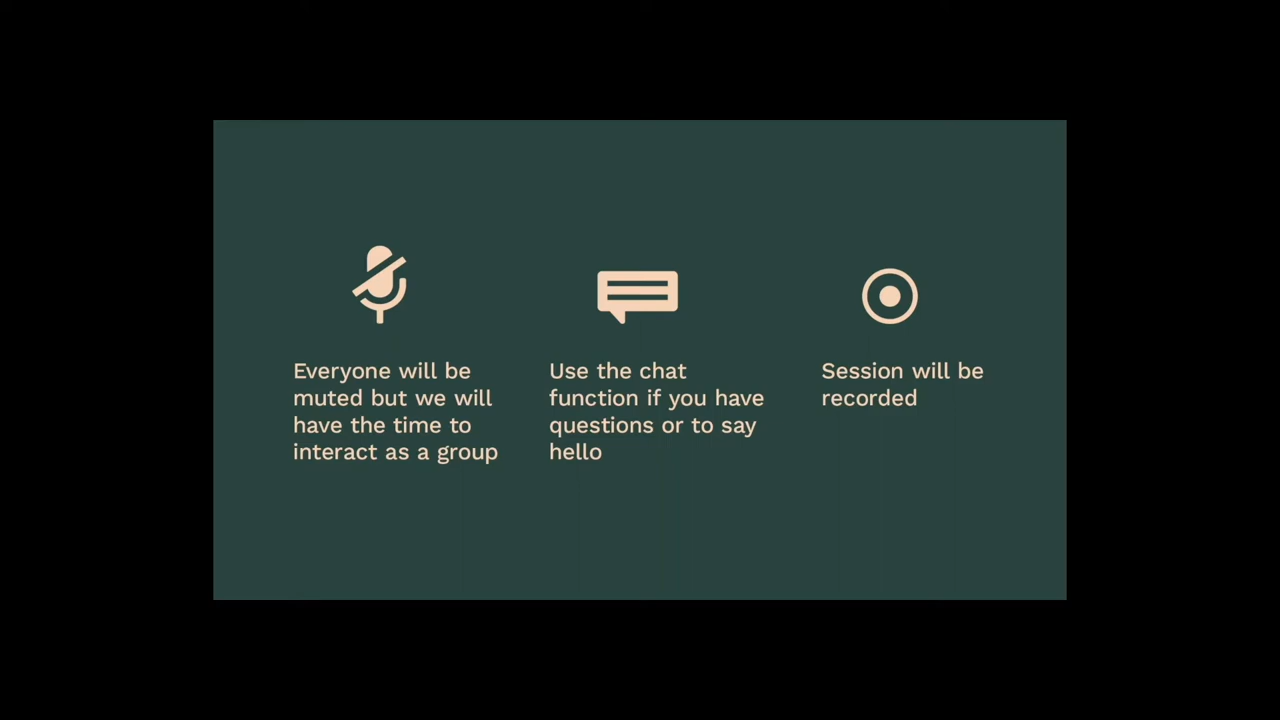 Everyone will be
muted but we will
have the time to
interact as a group
Use the chat
function if you have
questions or to say
hello
Session will be
recorded